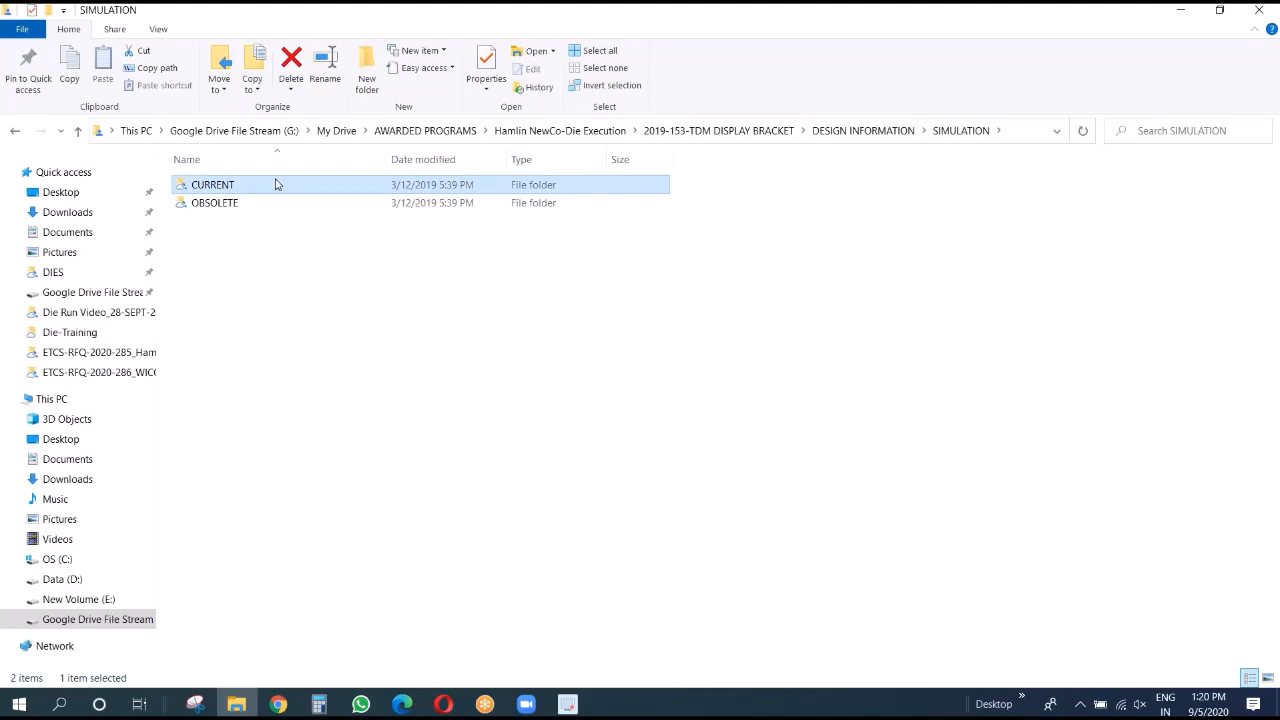 SIMULATION
File
Home
Share
View
Pin to Quick access
Copy
Paste
Cut
Copy path
Paste shortcut
Clipboard
Move to
Copy to
Delete
Rename
Organize
New folder
New item
Easy access
New
Properties
Open
Edit
History
Open
Select all
Select none
Invert selection
Select
This PC
Google Drive File Stream (G:)
My Drive
AWARDED PROGRAMS
Hamlin NewCo-Die Execution
2019-153-TDM DISPLAY BRACKET
DESIGN INFORMATION
SIMULATION
Search SIMULATION
Name Date modified Type Size
CURRENT 3/12/2019 5:39 PM File folder
OBSOLETE 3/12/2019 5:39 PM File folder
Quick access
Desktop
Downloads
Documents
Pictures
DIES
Google Drive File Strea
Die Run Video_28-SEPT-2
Die-Training
ETCS-RFQ-2020-285_Ham
ETCS-RFQ-2020-286_WICC
This PC
3D Objects
Desktop
Documents
Downloads
Music
Pictures
Videos
OS (C:)
Data (D:)
New Volume (E:)
Google Drive File Stream
Network
2 items 1 item selected
Desktop
»
ENG
IN
1:20 PM
9/5/2020